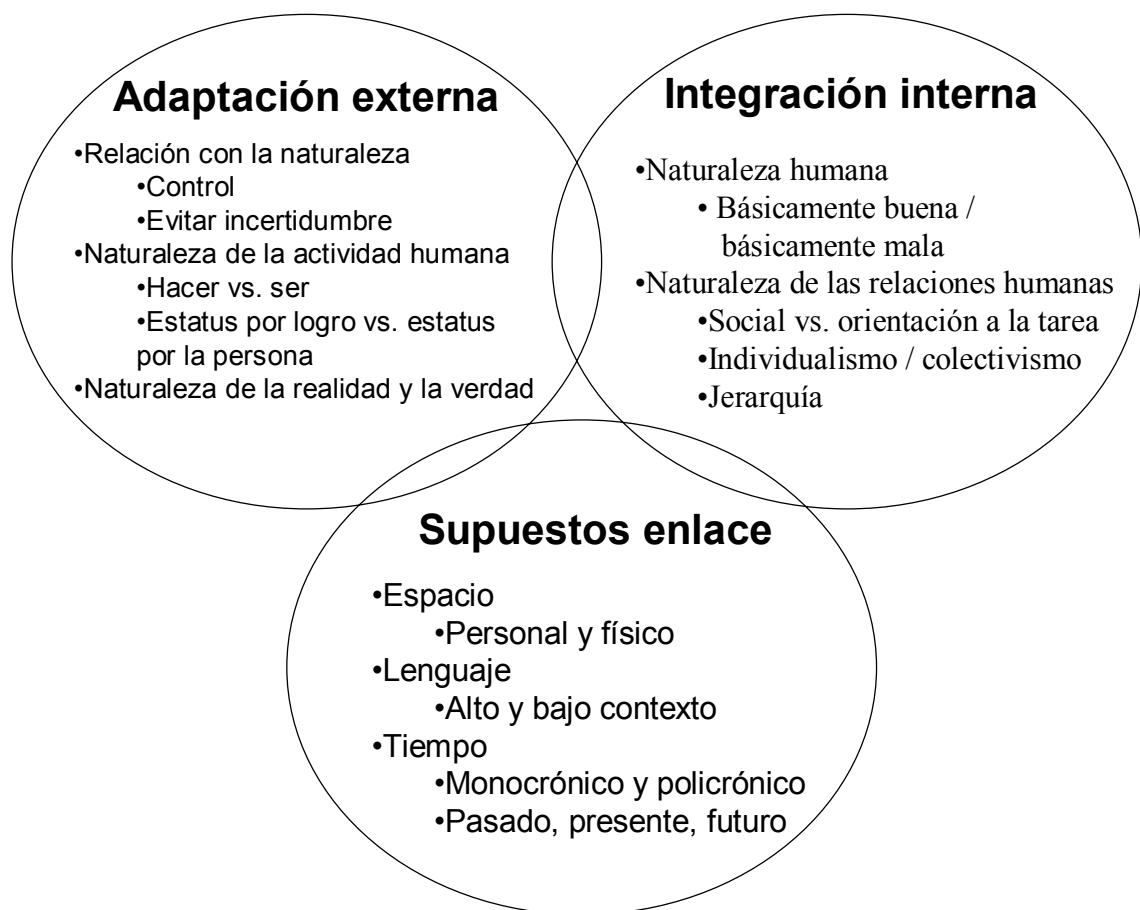 Adaptación externa
•Relación con la naturaleza
•Control
•Evitar incertidumbre
•Naturaleza de la actividad humana
•Hacer vs. ser
•Estatus por logro vs. estatus
por la persona
•Naturaleza de la realidad y la verdad
Integración interna
•Naturaleza humana
• Básicamente buena /
básicamente mala
•Naturaleza de las relaciones humanas
•Social vs. orientación a la tarea
•Individualismo / colectivismo
•Jerarquía
Supuestos enlace
•Espacio
•Personal y físico
•Lenguaje
•Alto y bajo contexto
•Tiempo
•Monocrónico y policrónico
•Pasado, presente, futuro